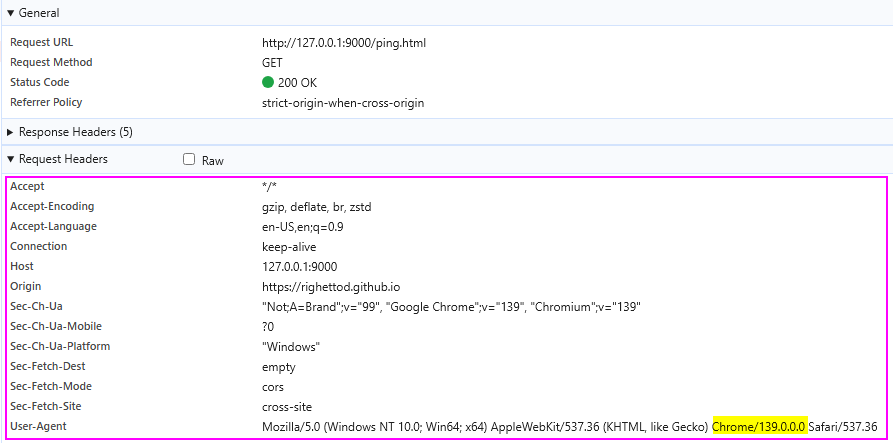 General
Request URL http://127.0.0.1:9000/ping.html
Request Method GET
Status Code 200 OK
Referrer Policy strict-origin-when-cross-origin
Response Headers (5)
Request Headers Raw
Accept */*
Accept-Encoding gzip, deflate, br, zstd
Accept-Language en-US,en;q=0.9
Connection keep-alive
Host 127.0.0.1:9000
Origin https://righettod.github.io
Sec-Ch-Ua "Not;A=Brand";v="99", "Google Chrome";v="139", "Chromium";v="139"
Sec-Ch-Ua-Mobile ?0
Sec-Ch-Ua-Platform "Windows"
Sec-Fetch-Dest empty
Sec-Fetch-Mode cors
Sec-Fetch-Site cross-site
User-Agent Mozilla/5.0 (Windows NT 10.0; Win64; x64) AppleWebKit/537.36 (KHTML, like Gecko) Chrome/139.0.0.0 Safari/537.36